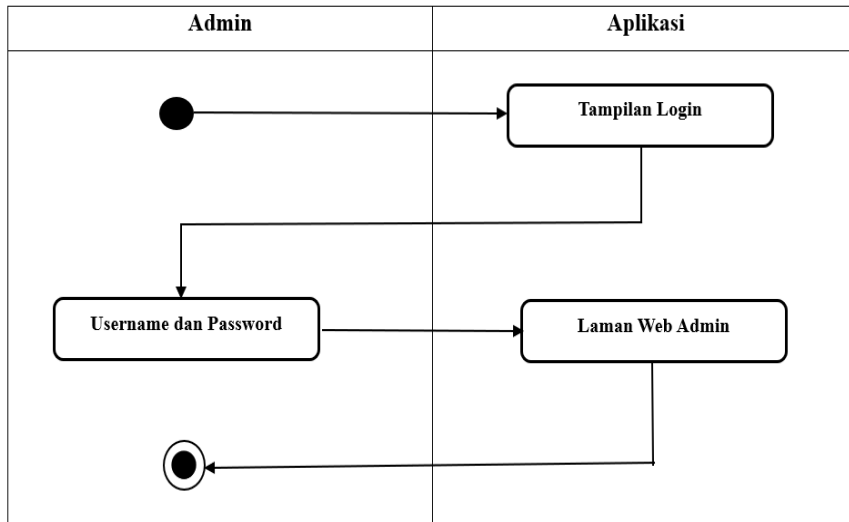 Admin
Aplikasi
Tampilan Login
Username dan Password
Laman Web Admin